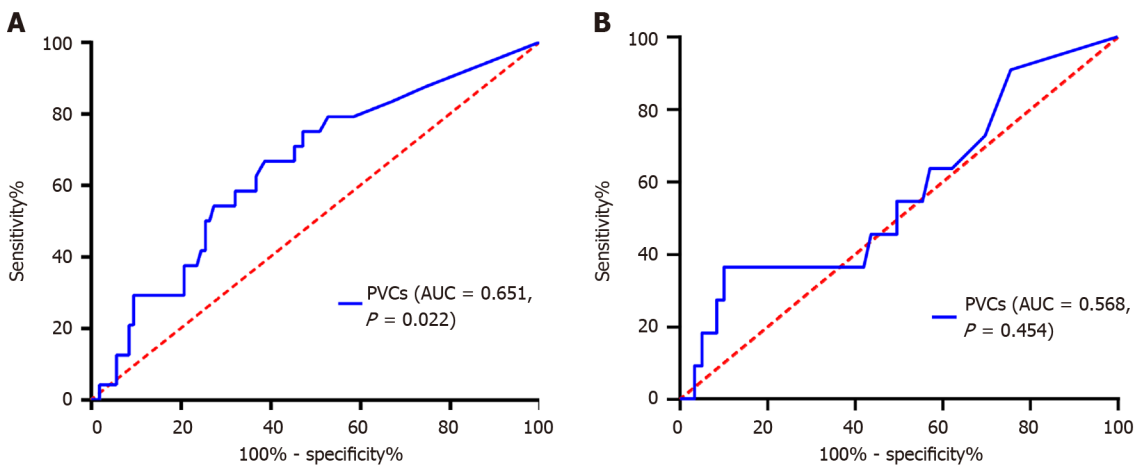 A
100
80
60
40
20
0
Sensitivity%
PVCs (AUC = 0.651,
P = 0.022)
0 20 40 60 80 100
100% - specificity%
B
100
80
60
40
20
0
Sensitivity%
PVCs (AUC = 0.568,
P = 0.454)
0 20 40 60 80 100
100% - specificity%